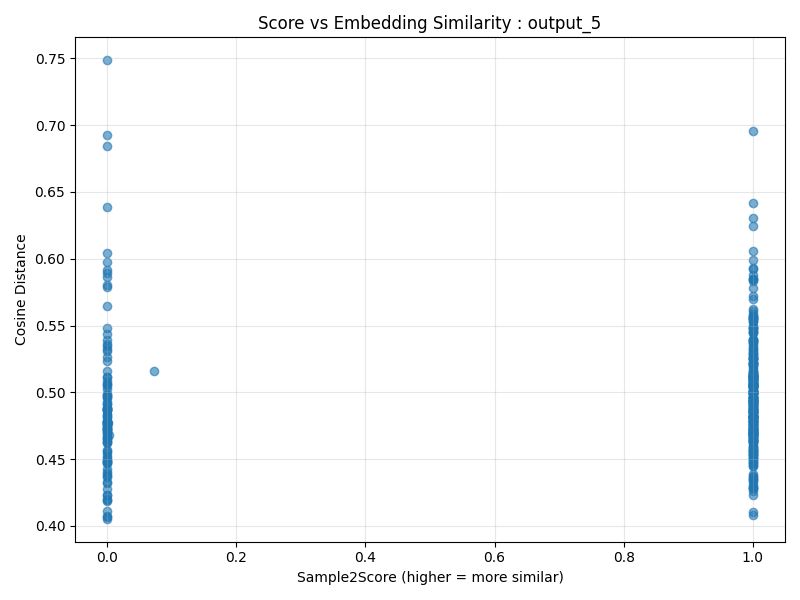 Score vs Embedding Similarity : output_5
Cosine Distance
0.75
0.70
0.65
0.60
0.55
0.50
0.45
0.40
0.0 0.2 0.4 0.6 0.8 1.0
Sample2Score (higher = more similar)